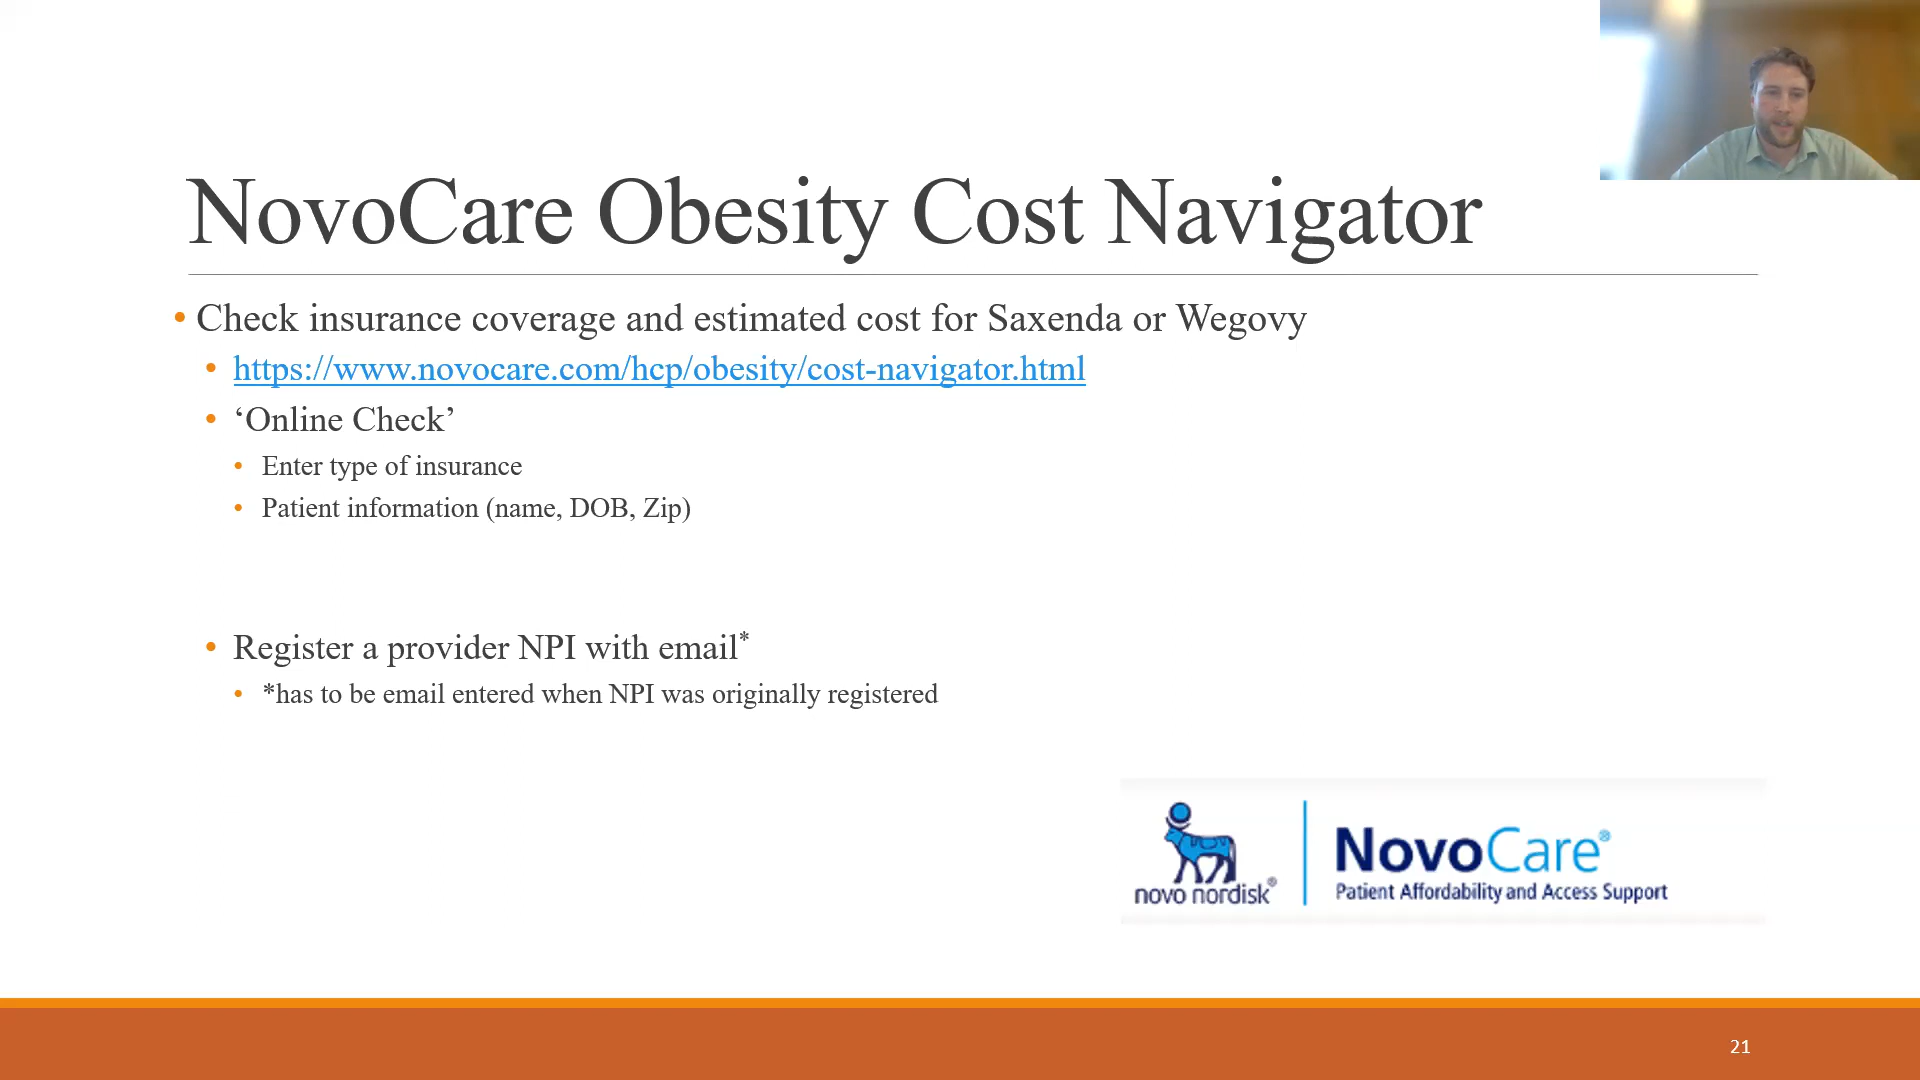 NovoCare Obesity Cost Navigator
• Check insurance coverage and estimated cost for Saxenda or Wegovy
• https://www.novocare.com/hcp/obesity/cost-navigator.html
• ‘Online Check’
• Enter type of insurance
• Patient information (name, DOB, Zip)
• Register a provider NPI with email*
• *has to be email entered when NPI was originally registered
novo nordisk®
NovoCare®
Patient Affordability and Access Support
21